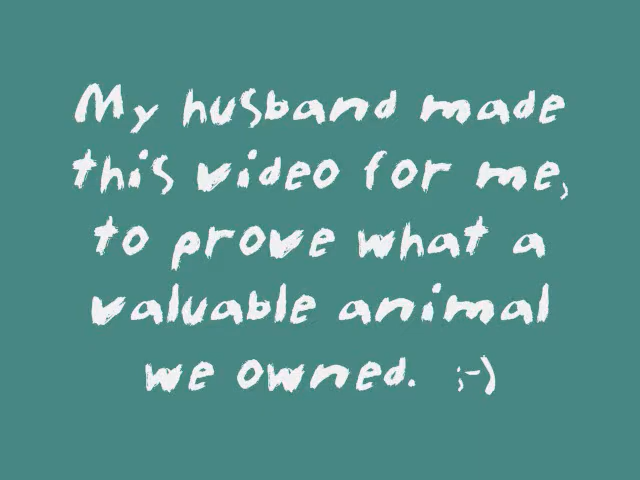 My husband made
this video for me,
to prove what a
valuable animal
we owned. ;-)